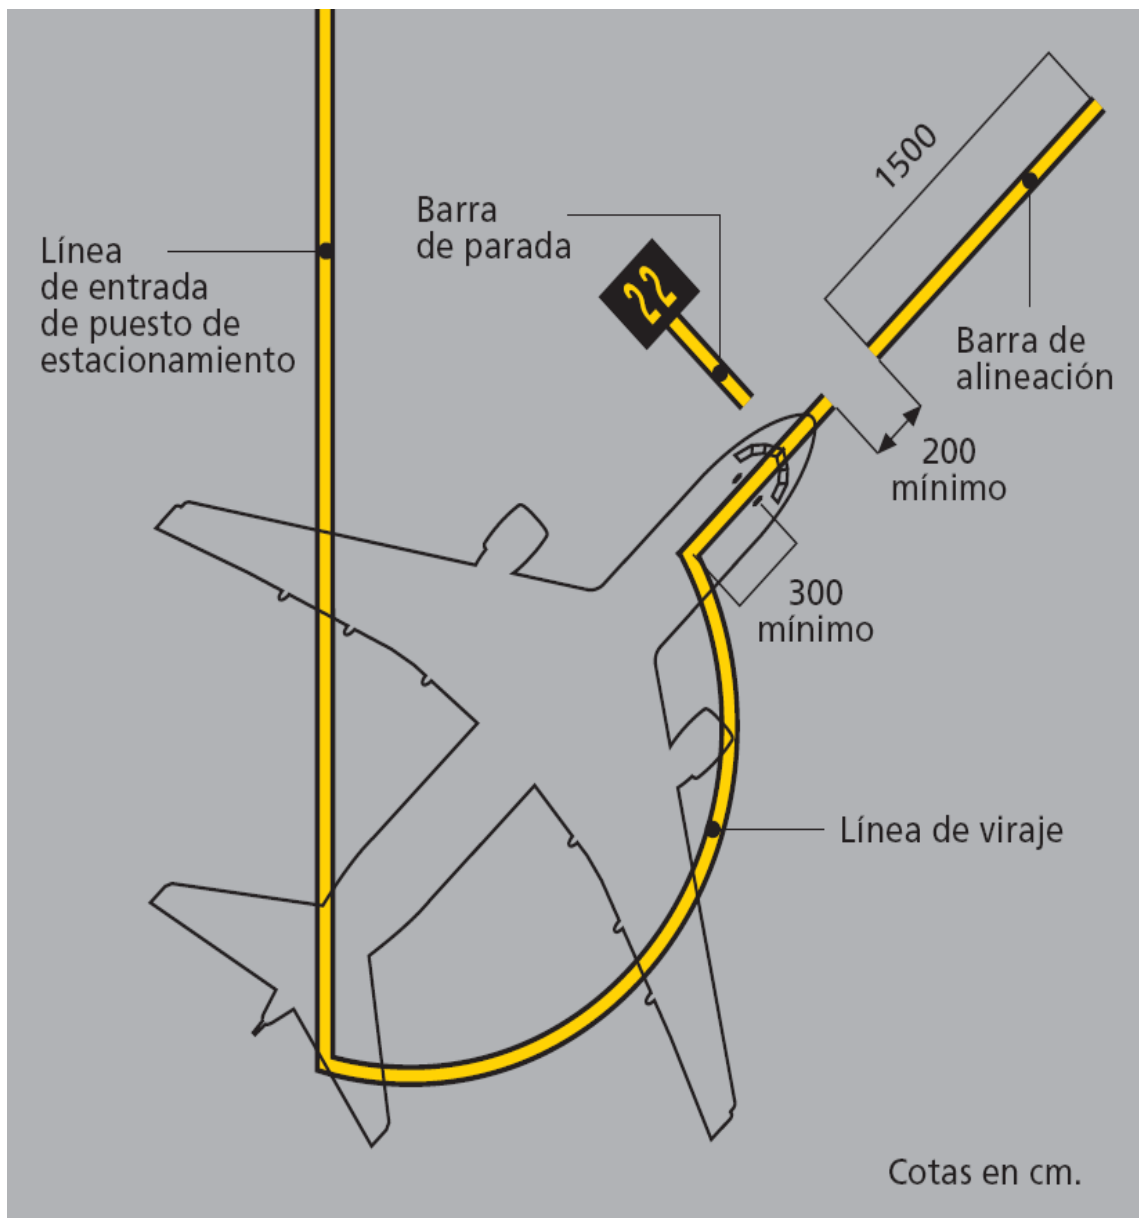 1500
Barra
de parada
Línea
de entrada
de puesto de
estacionamiento
22
Barra de
alineación
200
mínimo
300
mínimo
Línea de viraje
Cotas en cm.